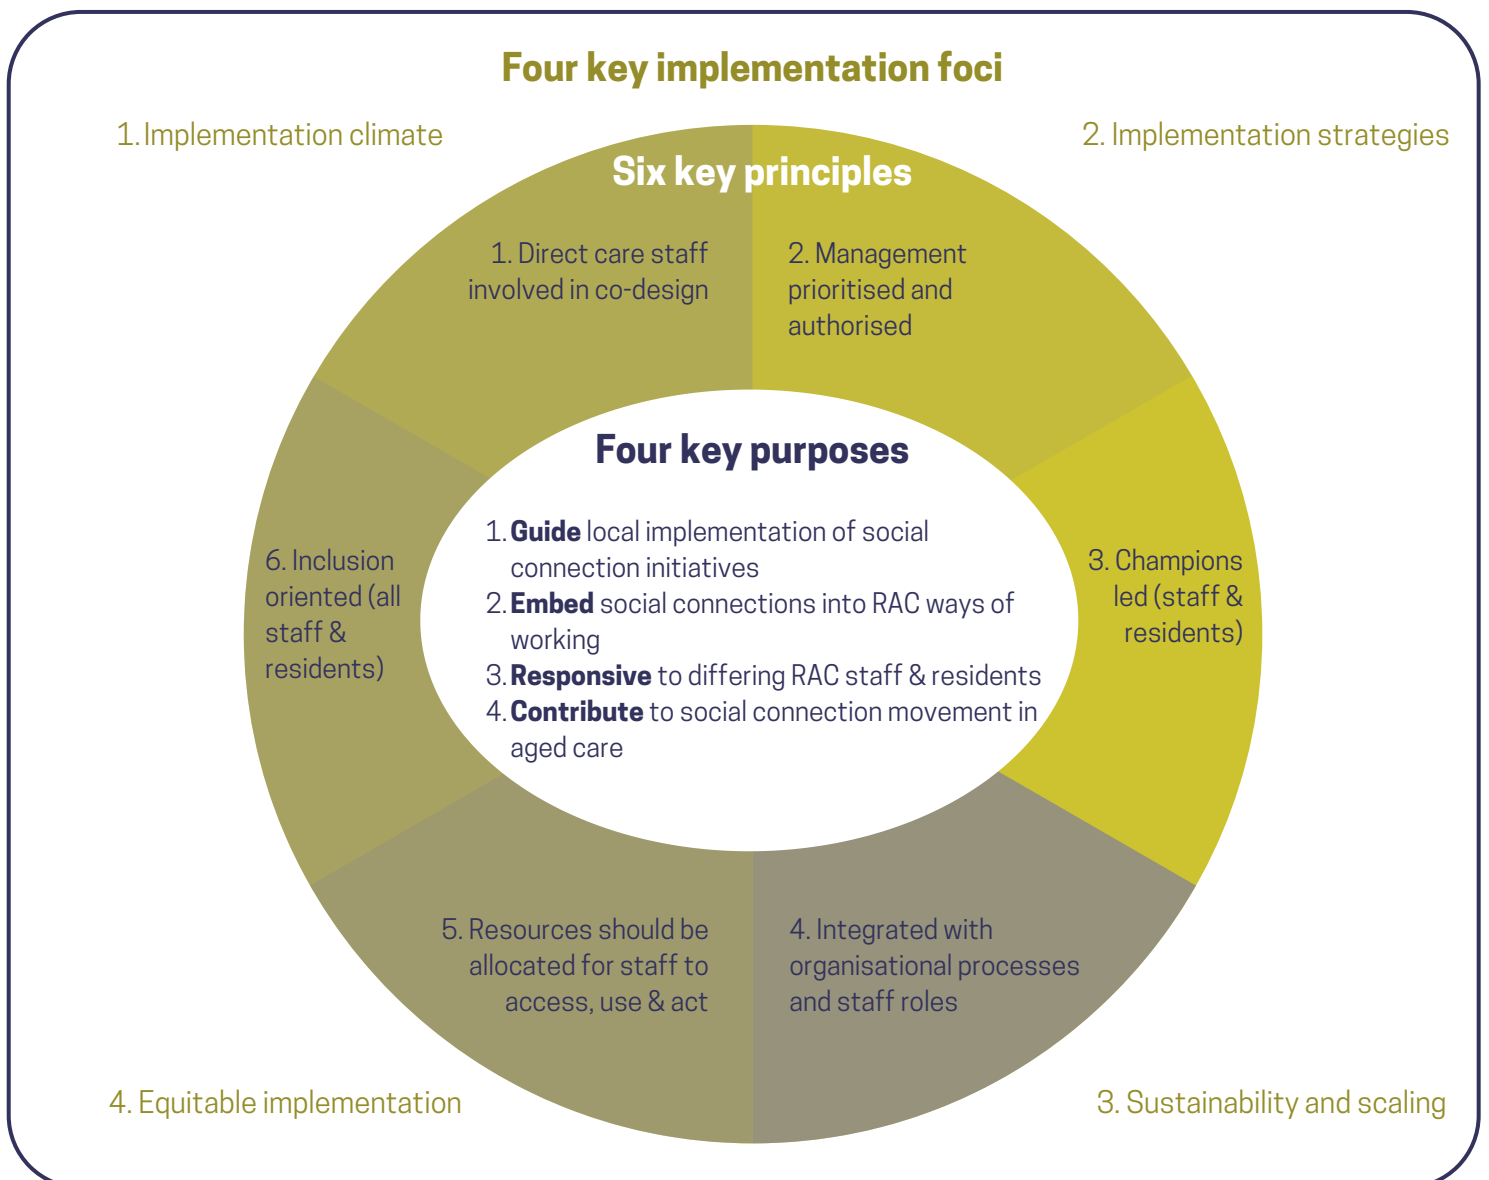 Four key implementation foci
1. Implementation climate
2. Implementation strategies
Six key principles
1. Direct care staff
involved in co-design
2. Management
prioritised and
authorised
3. Champions
led (staff &
residents)
4. Integrated with
organisational processes
and staff roles
5. Resources should be
allocated for staff to
access, use & act
6. Inclusion
oriented (all
staff &
residents)
Four key purposes
1. Guide local implementation of social
connection initiatives
2. Embed social connections into RAC ways of
working
3. Responsive to differing RAC staff & residents
4. Contribute to social connection movement in
aged care
3. Sustainability and scaling
4. Equitable implementation